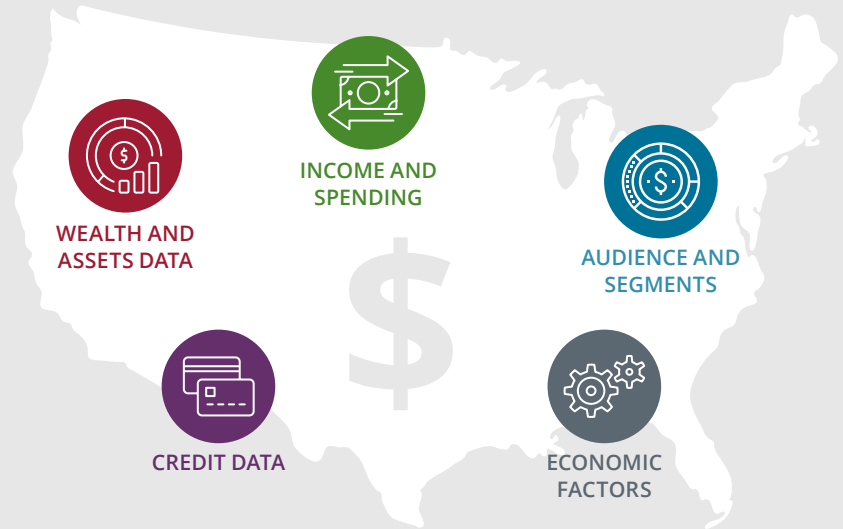 INCOME AND
SPENDING
WEALTH AND
ASSETS DATA
AUDIENCE AND
SEGMENTS
$
CREDIT DATA
ECONOMIC
FACTORS